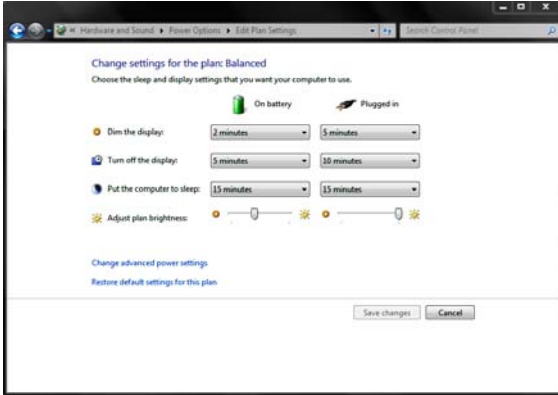 « Hardware and Sound ▸ Power Options ▸ Edit Plan Settings
Search Control Panel
Change settings for the plan: Balanced
Choose the sleep and display settings that you want your computer to use.
On battery Plugged in
Dim the display: 2 minutes 5 minutes
Turn off the display: 5 minutes 10 minutes
Put the computer to sleep: 15 minutes 15 minutes
Adjust plan brightness:
Change advanced power settings
Restore default settings for this plan
Save changes Cancel